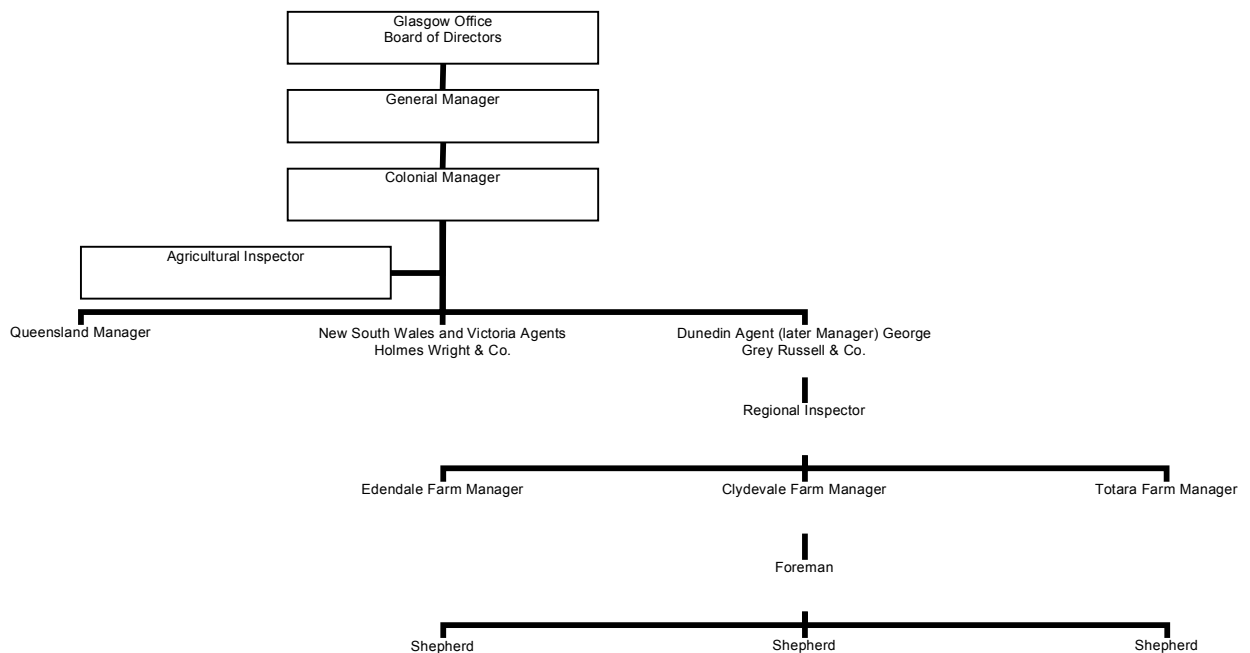 Glasgow Office
Board of Directors
General Manager
Colonial Manager
Agricultural Inspector
Queensland Manager
New South Wales and Victoria Agents
Holmes Wright & Co.
Dunedin Agent (later Manager) George
Grey Russell & Co.
Regional Inspector
Edendale Farm Manager
Clydevale Farm Manager
Totara Farm Manager
Foreman
Shepherd
Shepherd
Shepherd